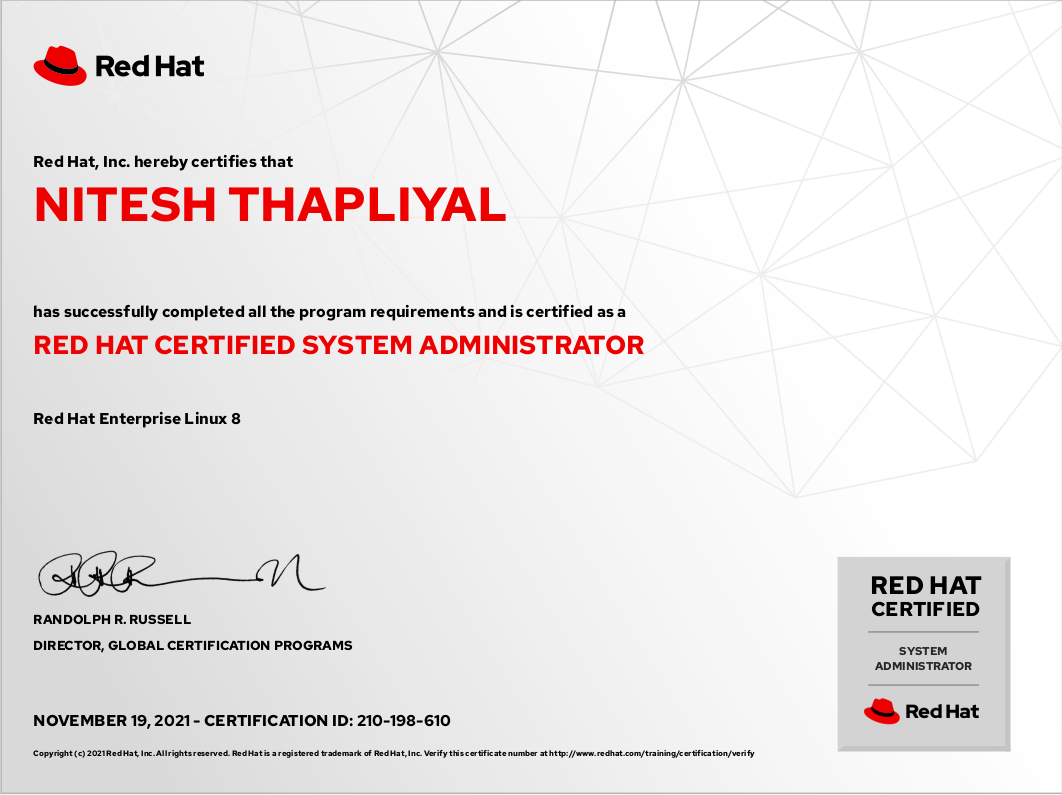 Red Hat
Red Hat, Inc. hereby certifies that
NITESH THAPLIYAL
has successfully completed all the program requirements and is certified as a
RED HAT CERTIFIED SYSTEM ADMINISTRATOR
Red Hat Enterprise Linux 8
RANDOLPH R. RUSSELL
DIRECTOR, GLOBAL CERTIFICATION PROGRAMS
NOVEMBER 19, 2021 - CERTIFICATION ID: 210-198-610
Copyright (c) 2021 Red Hat, Inc. All rights reserved. Red Hat is a registered trademark of Red Hat, Inc. Verify this certificate number at http://www.redhat.com/training/certification/verify
RED HAT
CERTIFIED
SYSTEM
ADMINISTRATOR
Red Hat